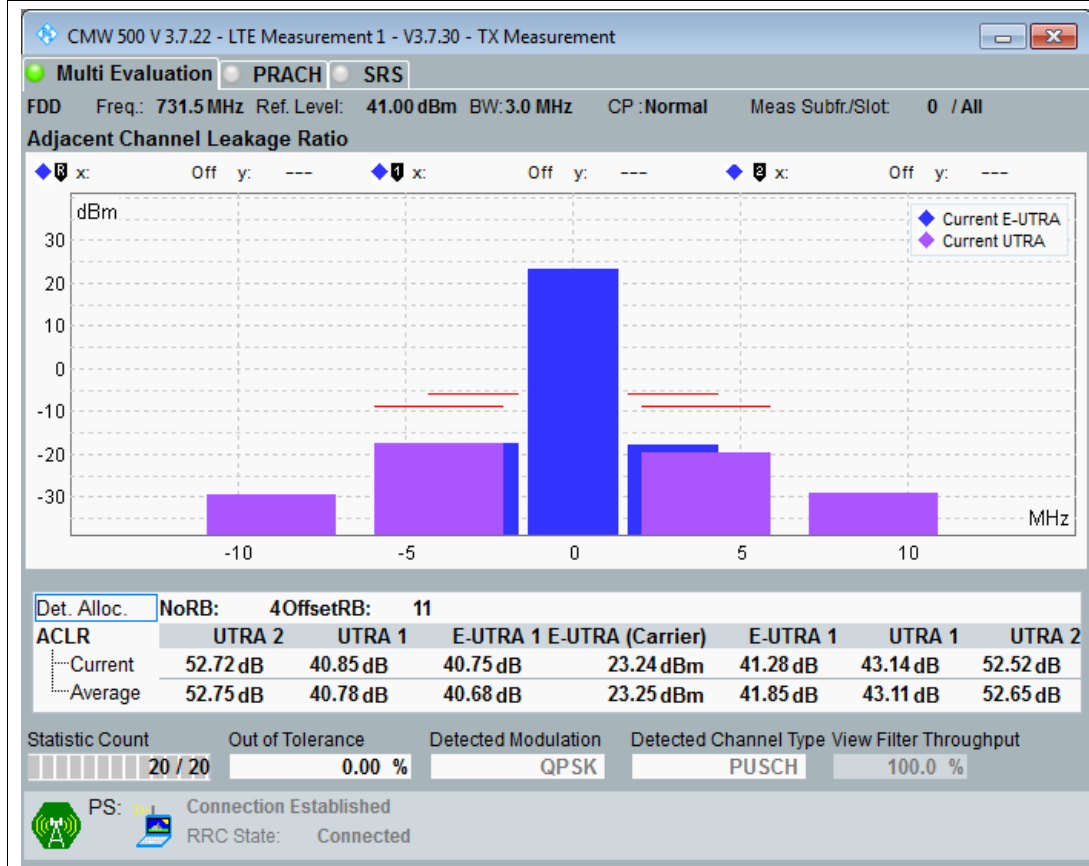 CMW 500 V 3.7.22 - LTE Measurement 1 - V3.7.30 - TX Measurement
Multi Evaluation PRACH SRS
FDD Freq.: 731.5 MHz Ref. Level: 41.00 dBm BW: 3.0 MHz CP : Normal Meas Subfr./Slot: 0 / All
Adjacent Channel Leakage Ratio
R x: Off y: --- 1 x: Off y: --- 2 x: Off y: ---
dBm
Current E-UTRA
Current UTRA
30
20
10
0
-10
-20
-30
MHz
-10 -5 0 5 10
Det. Alloc. NoRB: 4 OffsetRB: 11
ACLR UTRA 2 UTRA 1 E-UTRA 1 E-UTRA (Carrier) E-UTRA 1 UTRA 1 UTRA 2
Current 52.72 dB 40.85 dB 40.75 dB 23.24 dBm 41.28 dB 43.14 dB 52.52 dB
Average 52.75 dB 40.78 dB 40.68 dB 23.25 dBm 41.85 dB 43.11 dB 52.65 dB
Statistic Count Out of Tolerance Detected Modulation Detected Channel Type View Filter Throughput
20 / 20 0.00 % QPSK PUSCH 100.0 %
PS: Connection Established
RRC State: Connected